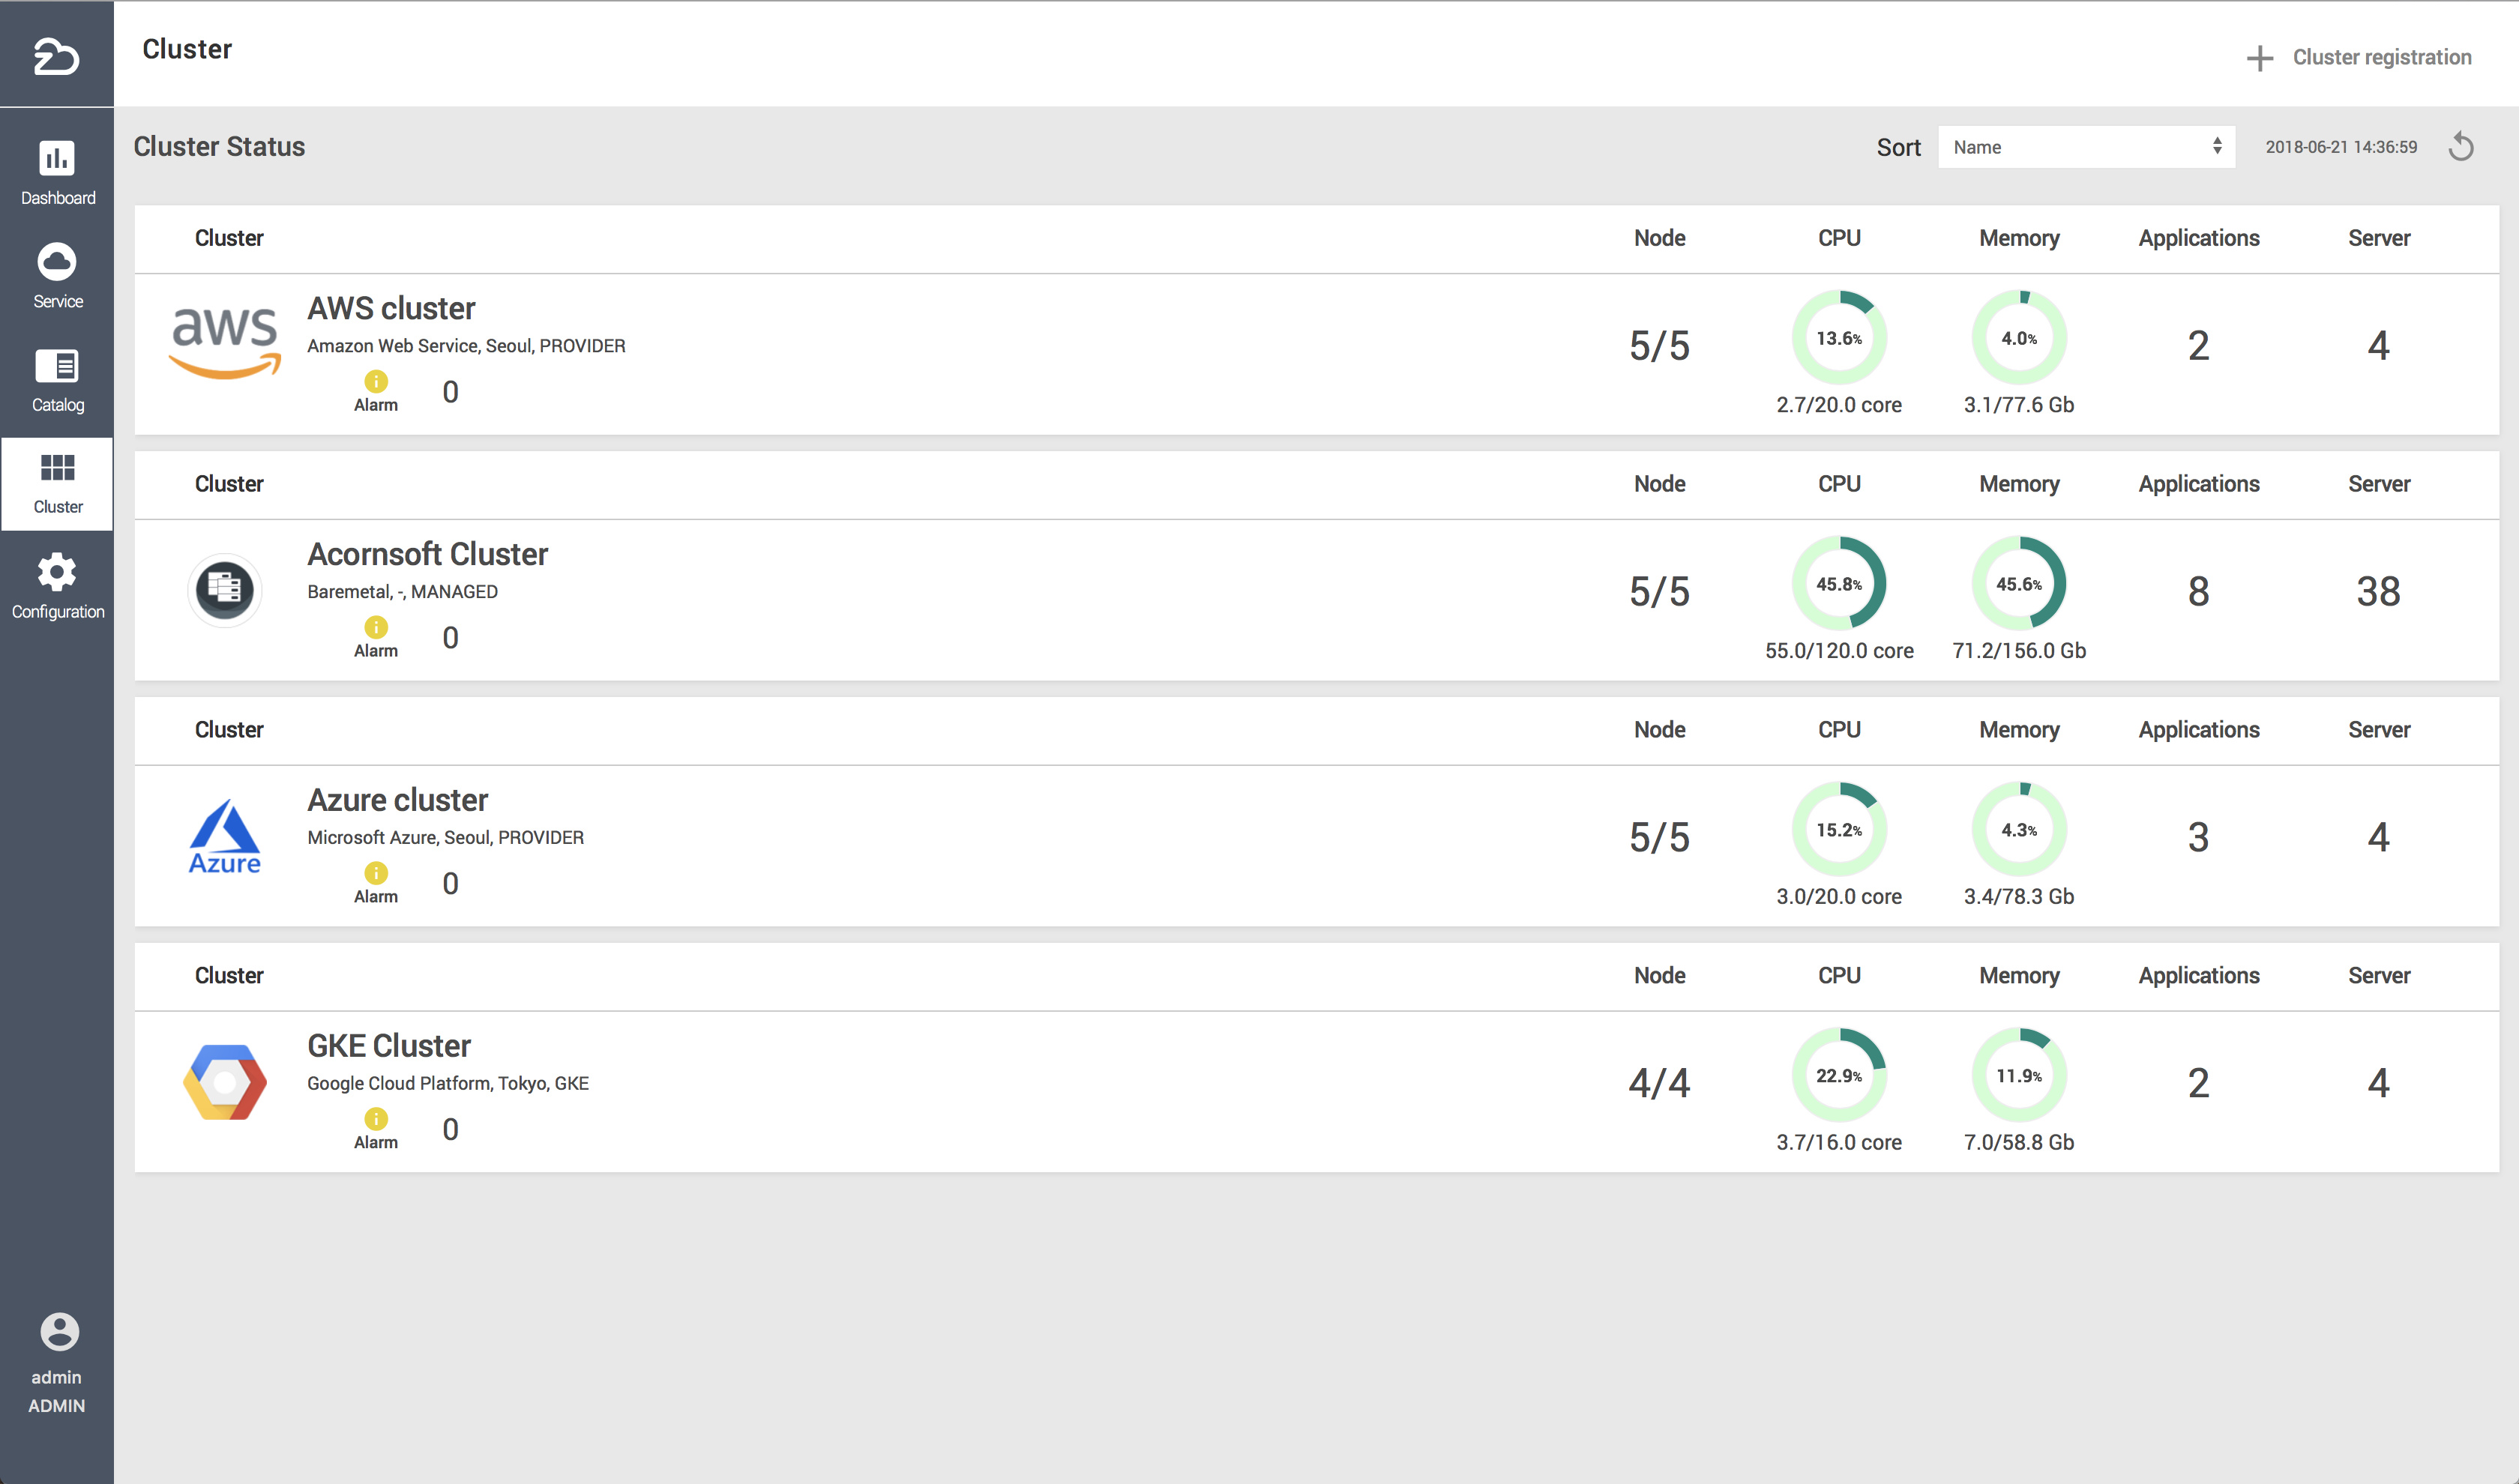 Cluster
Cluster registration
Dashboard
Service
Catalog
Cluster
Configuration
admin
ADMIN
Cluster Status
Sort
Name
2018-06-21 14:36:59
Cluster Node CPU Memory Applications Server
aws
AWS cluster
Amazon Web Service, Seoul, PROVIDER
Alarm 0
5/5
13.6%
2.7/20.0 core
4.0%
3.1/77.6 Gb
2
4
Cluster Node CPU Memory Applications Server
Acornsoft Cluster
Baremetal, -, MANAGED
Alarm 0
5/5
45.8%
55.0/120.0 core
45.6%
71.2/156.0 Gb
8
38
Cluster Node CPU Memory Applications Server
Azure
Azure cluster
Microsoft Azure, Seoul, PROVIDER
Alarm 0
5/5
15.2%
3.0/20.0 core
4.3%
3.4/78.3 Gb
3
4
Cluster Node CPU Memory Applications Server
GKE Cluster
Google Cloud Platform, Tokyo, GKE
Alarm 0
4/4
22.9%
3.7/16.0 core
11.9%
7.0/58.8 Gb
2
4